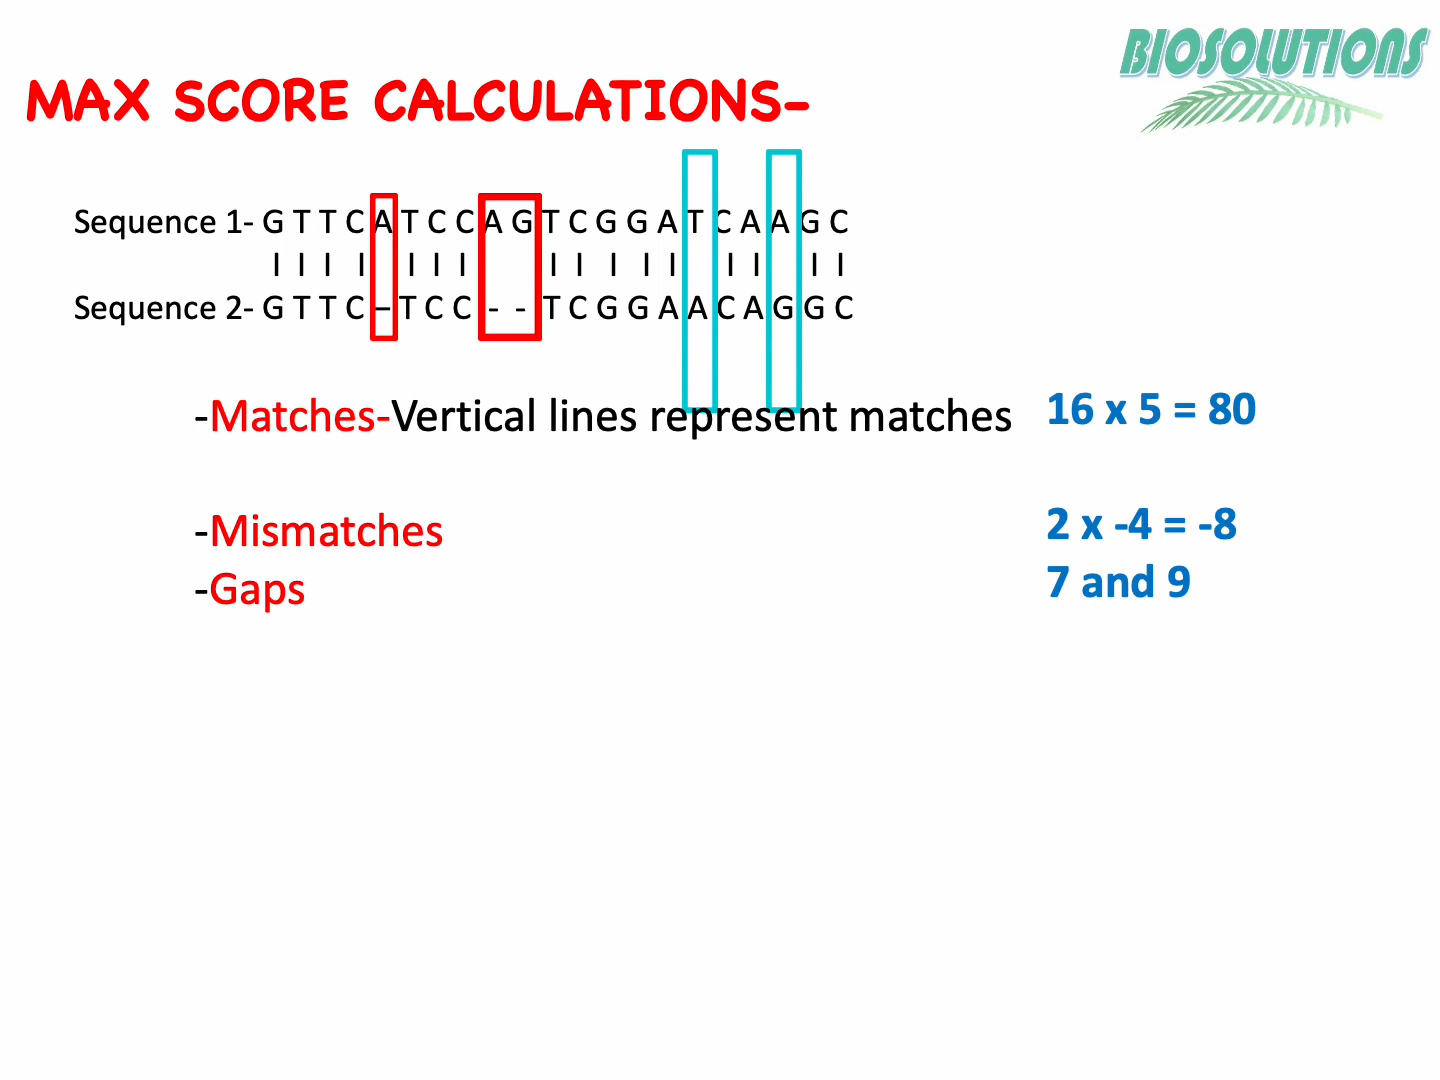 BIOSOLUTIONS
MAX SCORE CALCULATIONS-
Sequence 1- G T T C A T C C A G T C G G A T C A A G C
| | | | | | | | | | | | | | | |
Sequence 2- G T T C – T C C - - T C G G A A C A G G C
-Matches-Vertical lines represent matches 16 x 5 = 80
-Mismatches 2 x -4 = -8
-Gaps 7 and 9